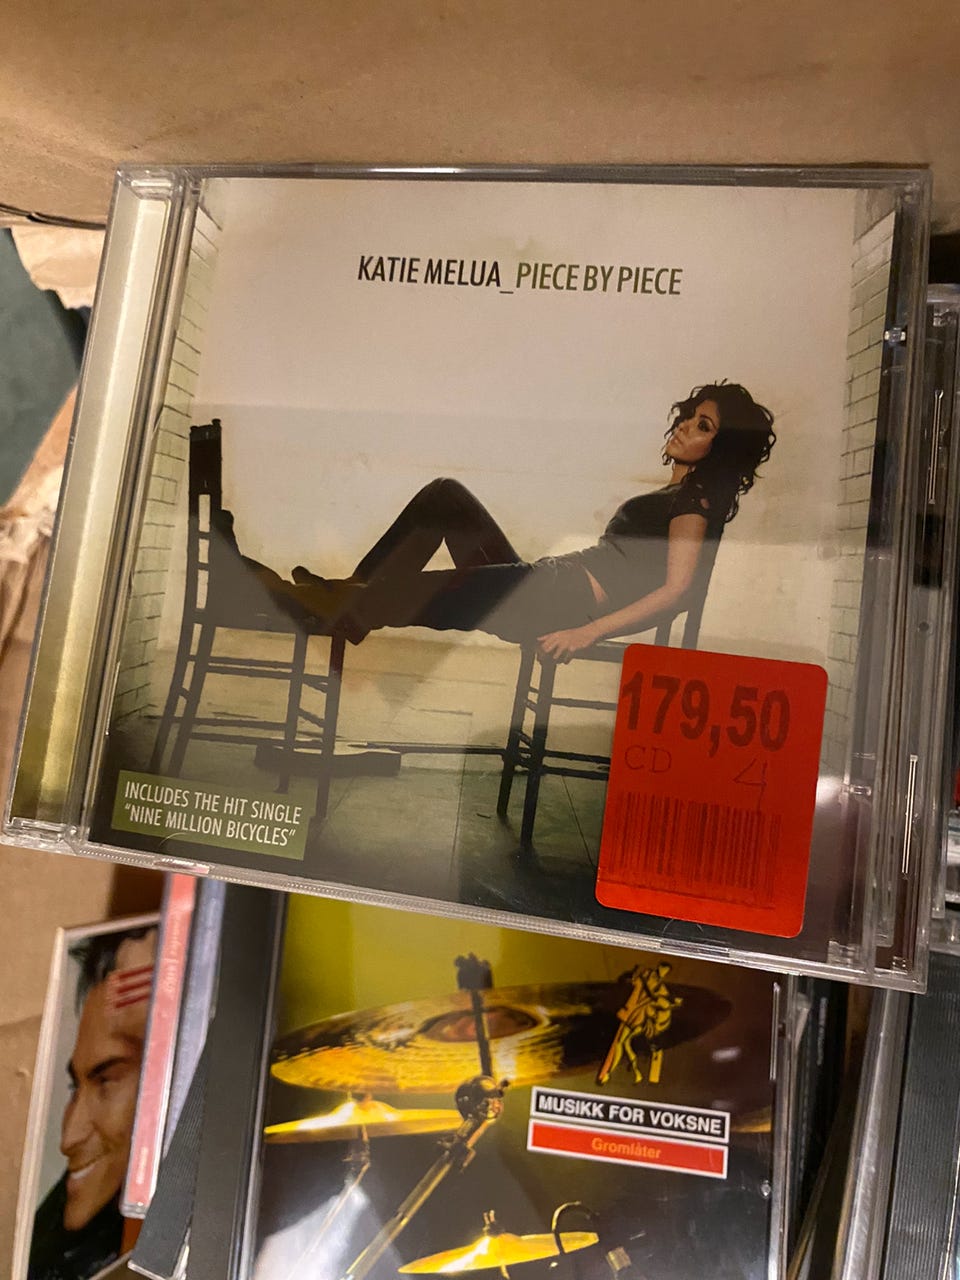 KATIE MELUA_PIECE BY PIECE
179,50
CD 4
INCLUDES THE HIT SINGLE
"NINE MILLION BICYCLES"
MUSIKK FOR VOKSNE
Gromlåter